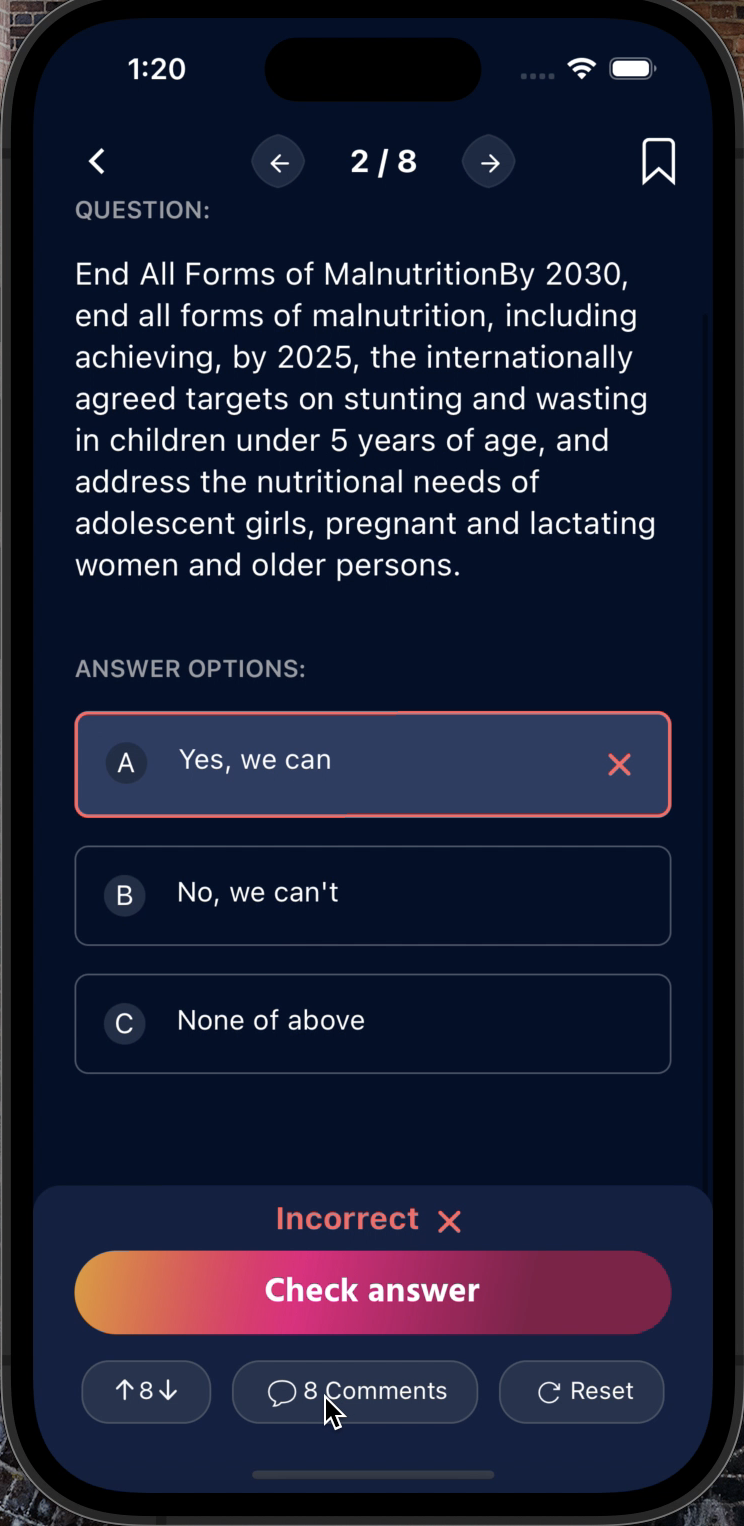 1:20
2 / 8
QUESTION:
End All Forms of MalnutritionBy 2030,
end all forms of malnutrition, including
achieving, by 2025, the internationally
agreed targets on stunting and wasting
in children under 5 years of age, and
address the nutritional needs of
adolescent girls, pregnant and lactating
women and older persons.
ANSWER OPTIONS:
A Yes, we can
B No, we can't
C None of above
Incorrect
Check answer
8 8 Comments Reset